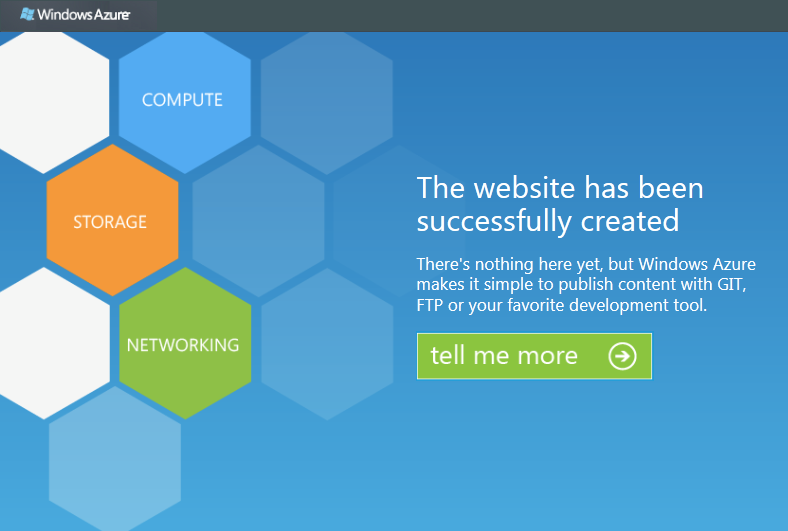 Windows Azure
COMPUTE
STORAGE
NETWORKING
The website has been
successfully created
There's nothing here yet, but Windows Azure
makes it simple to publish content with GIT,
FTP or your favorite development tool.
tell me more